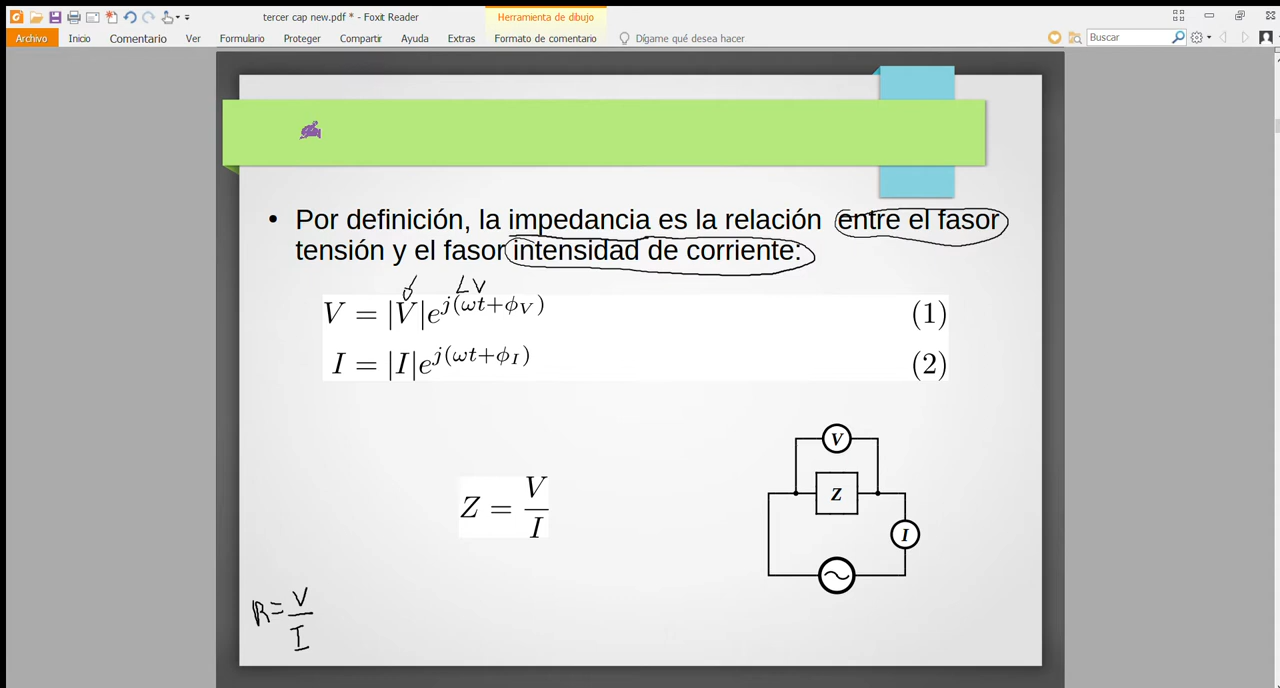 tercer cap new.pdf * - Foxit Reader
Herramienta de dibujo
Archivo Inicio Comentario Ver Formulario Proteger Compartir Ayuda Extras Formato de comentario Dígame qué desea hacer
Buscar
• Por definición, la impedancia es la relación entre el fasor
tensión y el fasor intensidad de corriente:
∠V
V = |V|e^{j(ωt+ϕ_V)} (1)
I = |I|e^{j(ωt+ϕ_I)} (2)
V
Z = V/I
Z
I
R = V/I